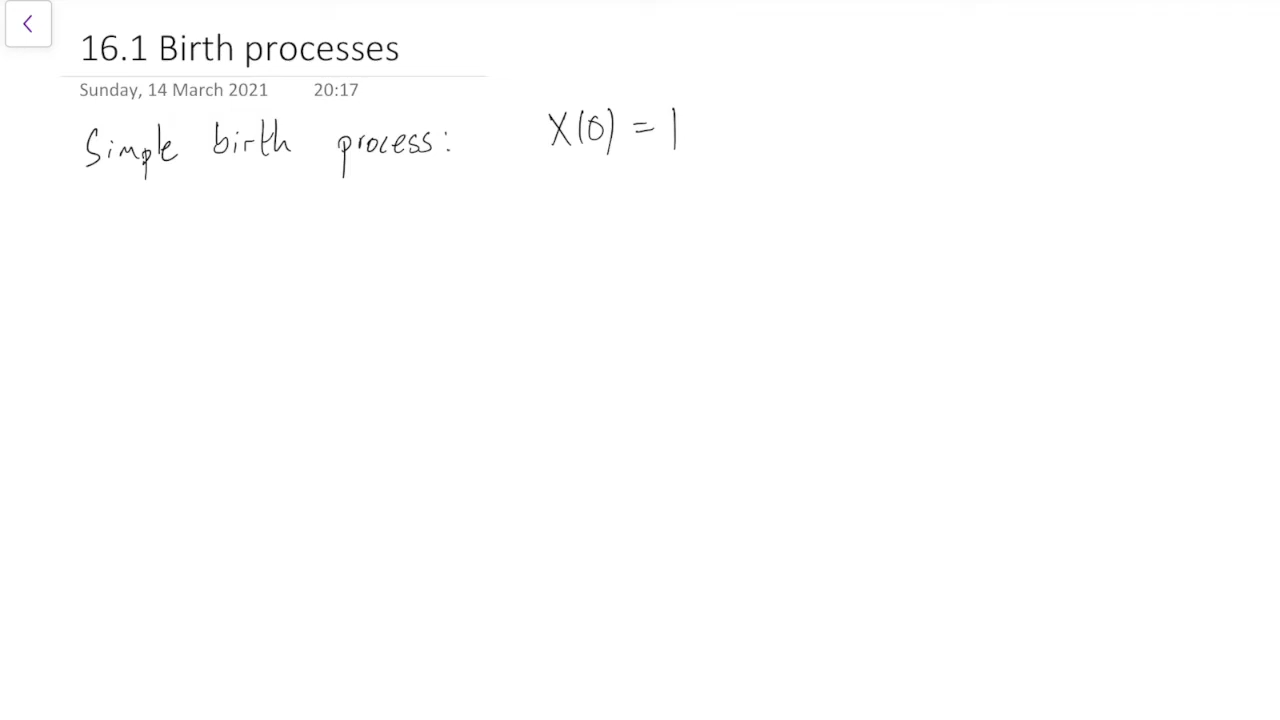 16.1 Birth processes
Sunday, 14 March 2021 20:17
Simple birth process: X(0) = 1